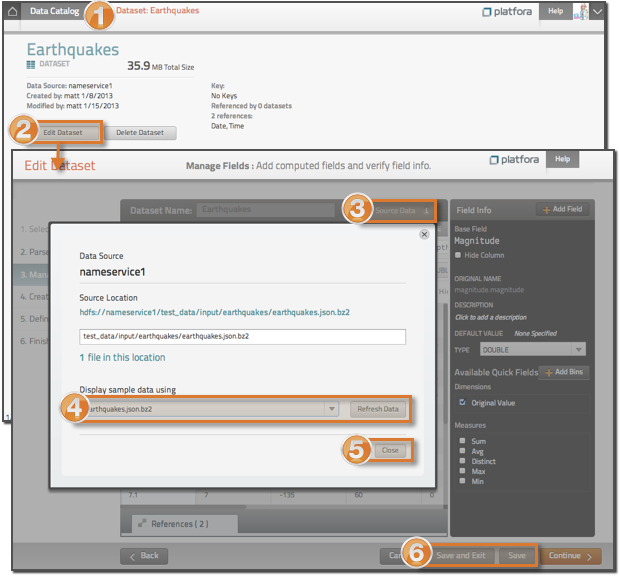 Data Catalog
1
Dataset: Earthquakes
platfora
Help
Earthquakes
DATASET
35.9 MB Total Size
Data Source: nameservice1
Created by: matt 1/8/2013
Modified by: matt 1/15/2013
Key:
No Keys
Referenced by 0 datasets
2 references:
Date, Time
2
Edit Dataset
Delete Dataset
Edit Dataset
Manage Fields : Add computed fields and verify field info.
platfora
Help
Dataset Name:
Earthquakes
3
Source Data
Field Info
+ Add Field
1. Selec
2. Parse
3. Mana
4. Creat
5. Defin
6. Finis
Data Source
nameservice1
Source Location
hdfs://nameservice1/test_data/input/earthquakes/earthquakes.json.bz2
test_data/input/earthquakes/earthquakes.json.bz2
1 file in this location
Display sample data using
4
earthquakes.json.bz2
Refresh Data
5
Close
Base Field
Magnitude
Hide Column
ORIGINAL NAME
magnitude.magnitude
DESCRIPTION
Click to add a description
DEFAULT VALUE
None Specified
TYPE
DOUBLE
Available Quick Fields
+ Add Bins
Dimensions
Original Value
Measures
Sum
Avg
Distinct
Max
Min
7.1
7
-135
60
0
References ( 2 )
Back
6
Save and Exit
Save
Continue